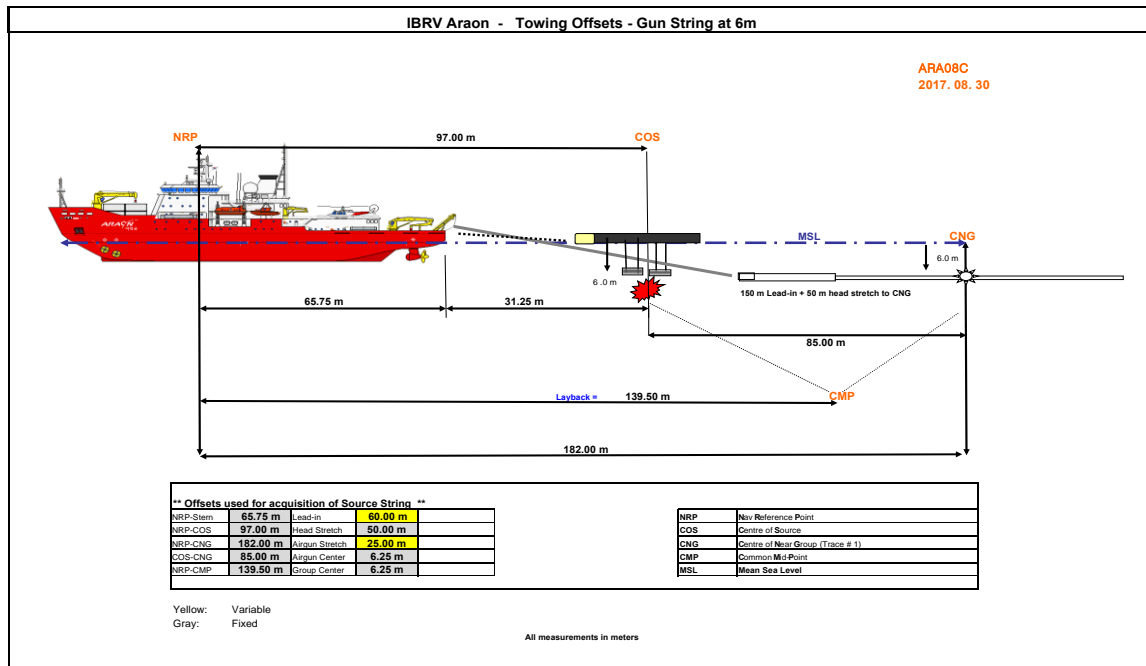 IBRV Araon - Towing Offsets - Gun String at 6m
ARA08C
2017. 08. 30
NRP
97.00 m
COS
ARAON
MSL
CNG
6.0 m
6 .0 m
150 m Lead-in + 50 m head stretch to CNG
65.75 m
31.25 m
85.00 m
Layback = 139.50 m
CMP
182.00 m
** Offsets used for acquisition of Source String **
NRP-Stern 65.75 m Lead-in 60.00 m
NRP-COS 97.00 m Head Stretch 50.00 m
NRP-CNG 182.00 m Airgun Stretch 25.00 m
COS-CNG 85.00 m Airgun Center 6.25 m
NRP-CMP 139.50 m Group Center 6.25 m
NRP Nav Reference Point
COS Centre of Source
CNG Centre of Near Group (Trace # 1)
CMP Common Mid-Point
MSL Mean Sea Level
Yellow: Variable
Gray: Fixed
All measurements in meters